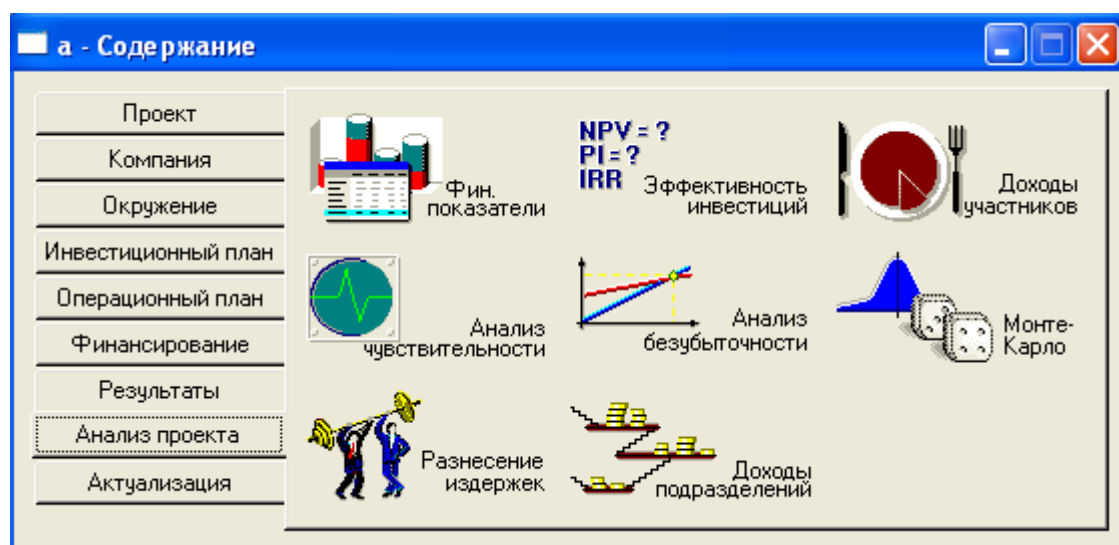 а - Содержание
Проект
Компания
Окружение
Инвестиционный план
Операционный план
Финансирование
Результаты
Анализ проекта
Актуализация
Фин.
показатели
NPV = ?
PI = ?
IRR
Эффективность
инвестиций
Доходы
участников
Анализ
чувствительности
Анализ
безубыточности
Монте-
Карло
Разнесение
издержек
Доходы
подразделений